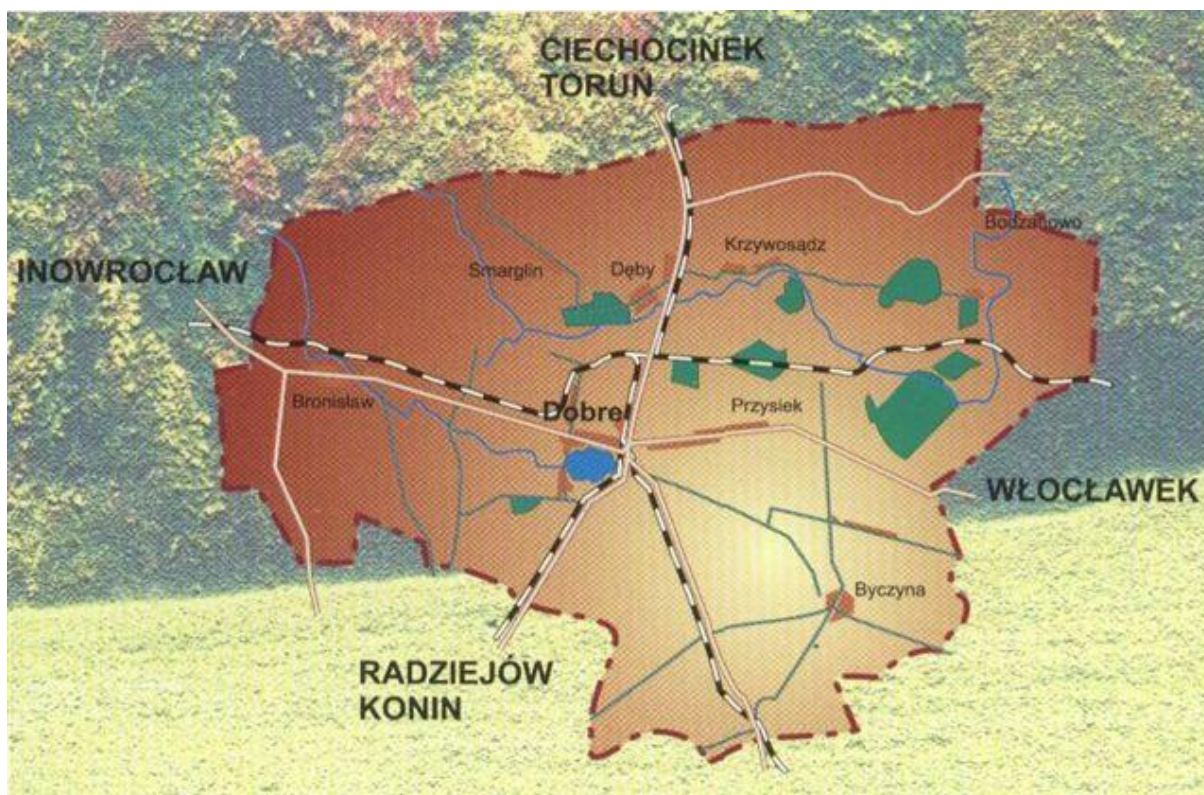 CIECHOCINEK
TORUŃ
Bodzanowo
Krzywosądz
Smarglin
Dęby
INOWROCŁAW
Bronisław
Dobre
Przysiek
WŁOCŁAWEK
Byczyna
RADZIEJÓW
KONIN